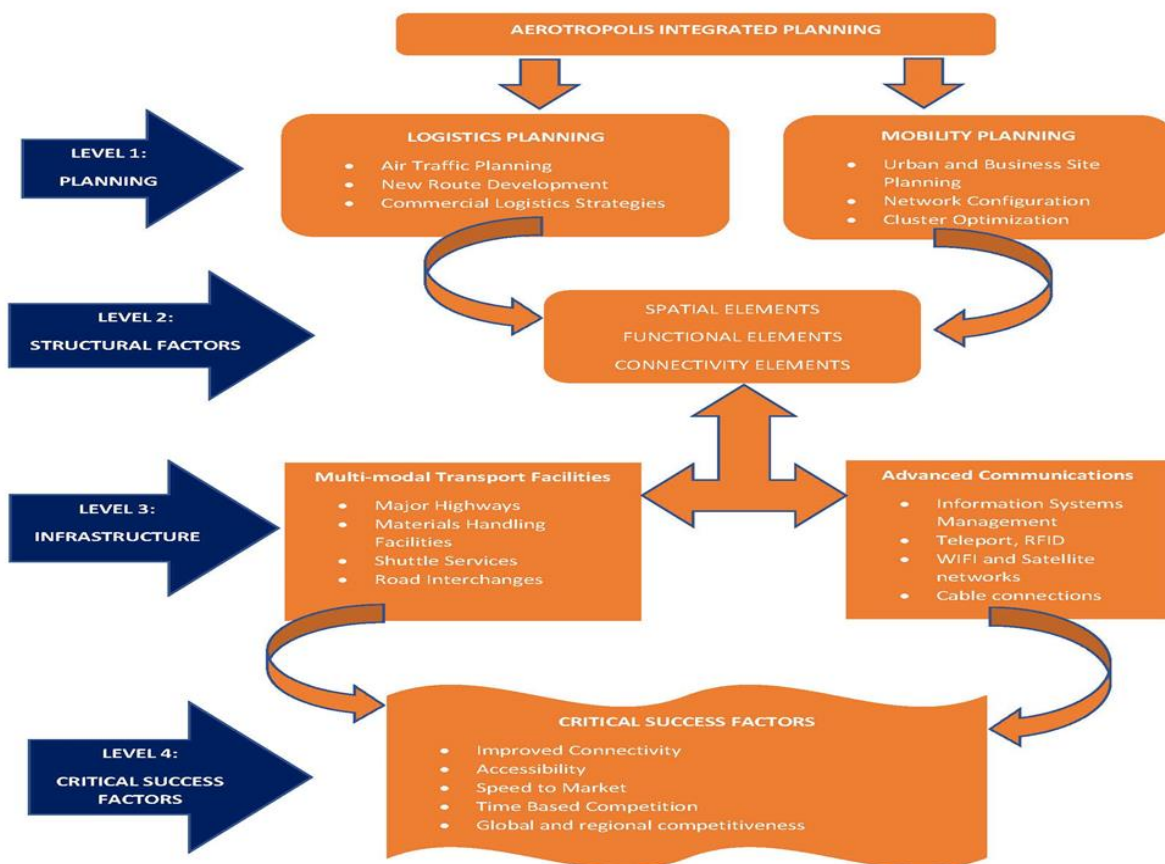 AEROTROPOLIS INTEGRATED PLANNING
LEVEL 1:
PLANNING
LOGISTICS PLANNING
• Air Traffic Planning
• New Route Development
• Commercial Logistics Strategies
MOBILITY PLANNING
• Urban and Business Site
Planning
• Network Configuration
• Cluster Optimization
LEVEL 2:
STRUCTURAL FACTORS
SPATIAL ELEMENTS
FUNCTIONAL ELEMENTS
CONNECTIVITY ELEMENTS
LEVEL 3:
INFRASTRUCTURE
Multi-modal Transport Facilities
• Major Highways
• Materials Handling
Facilities
• Shuttle Services
• Road Interchanges
Advanced Communications
• Information Systems
Management
• Teleport, RFID
• WIFI and Satellite
networks
• Cable connections
LEVEL 4:
CRITICAL SUCCESS
FACTORS
CRITICAL SUCCESS FACTORS
• Improved Connectivity
• Accessibility
• Speed to Market
• Time Based Competition
• Global and regional competitiveness